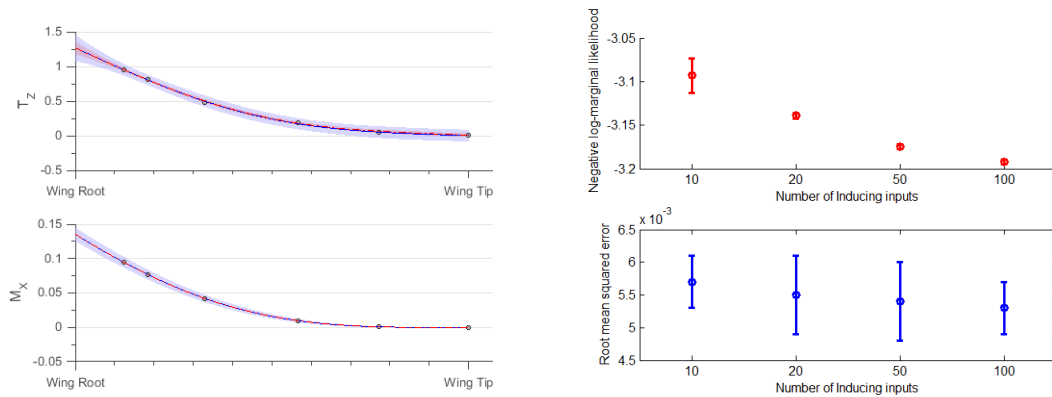 1.5
1
0.5
0
-0.5
T_Z
Wing Root
Wing Tip
0.15
0.1
0.05
0
-0.05
M_X
Wing Root
Wing Tip
-3.05
-3.1
-3.15
-3.2
Negative log-marginal likelihood
10
20
50
100
Number of Inducing inputs
x 10^-3
6.5
6
5.5
5
4.5
Root mean squared error
10
20
50
100
Number of Inducing inputs